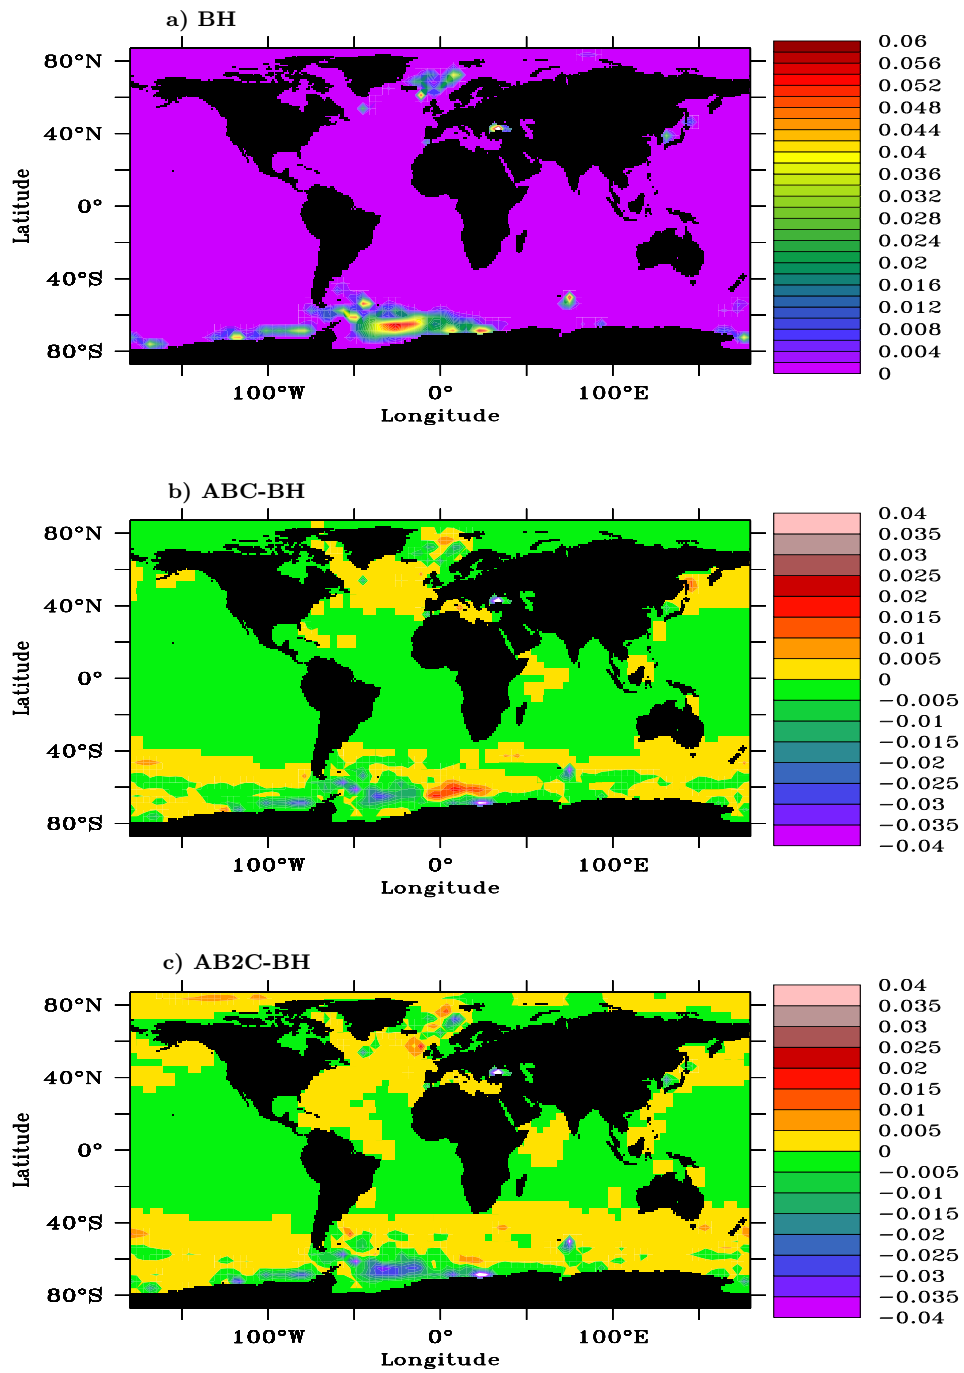 a) BH
80°N
40°N
0°
40°S
80°S
Latitude
100°W 0° 100°E
Longitude
0.06
0.056
0.052
0.048
0.044
0.04
0.036
0.032
0.028
0.024
0.02
0.016
0.012
0.008
0.004
0
b) ABC-BH
80°N
40°N
0°
40°S
80°S
Latitude
100°W 0° 100°E
Longitude
0.04
0.035
0.03
0.025
0.02
0.015
0.01
0.005
0
−0.005
−0.01
−0.015
−0.02
−0.025
−0.03
−0.035
−0.04
c) AB2C-BH
80°N
40°N
0°
40°S
80°S
Latitude
100°W 0° 100°E
Longitude
0.04
0.035
0.03
0.025
0.02
0.015
0.01
0.005
0
−0.005
−0.01
−0.015
−0.02
−0.025
−0.03
−0.035
−0.04